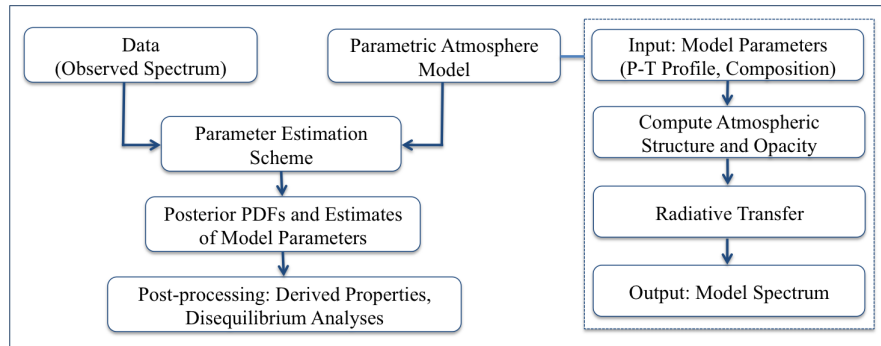 Data
(Observed Spectrum)
Parametric Atmosphere
Model
Input: Model Parameters
(P-T Profile, Composition)
Parameter Estimation
Scheme
Compute Atmospheric
Structure and Opacity
Posterior PDFs and Estimates
of Model Parameters
Radiative Transfer
Post-processing: Derived Properties,
Disequilibrium Analyses
Output: Model Spectrum